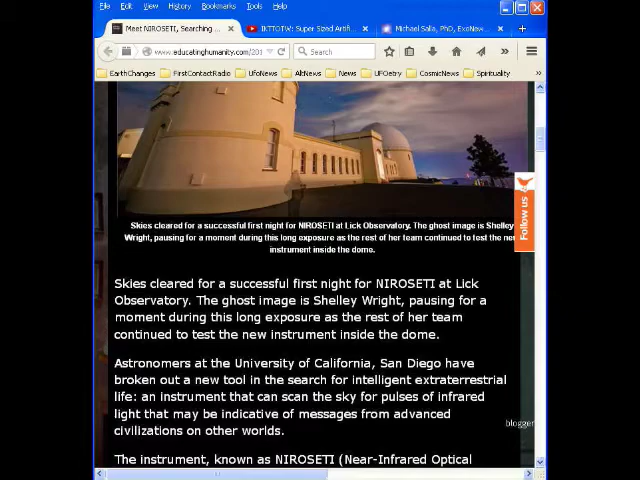 File Edit View History Bookmarks Tools Help
Meet NIROSETI, Searching ... × IKTTOTW: Super Sized Artifi... × Michael Salla, PhD, ExoNew... × +
www.educatinghumanity.com/201 Search
EarthChanges FirstContactRadio UfoNews AltNews News UFOetry CosmicNews Spirituality
Skies cleared for a successful first night for NIROSETI at Lick Observatory. The ghost image is Shelley
Wright, pausing for a moment during this long exposure as the rest of her team continued to test the new
instrument inside the dome.
Follow us
Skies cleared for a successful first night for NIROSETI at Lick
Observatory. The ghost image is Shelley Wright, pausing for a
moment during this long exposure as the rest of her team
continued to test the new instrument inside the dome.
Astronomers at the University of California, San Diego have
broken out a new tool in the search for intelligent extraterrestrial
life: an instrument that can scan the sky for pulses of infrared
light that may be indicative of messages from advanced
civilizations on other worlds.
blogger
The instrument, known as NIROSETI (Near-Infrared Optical